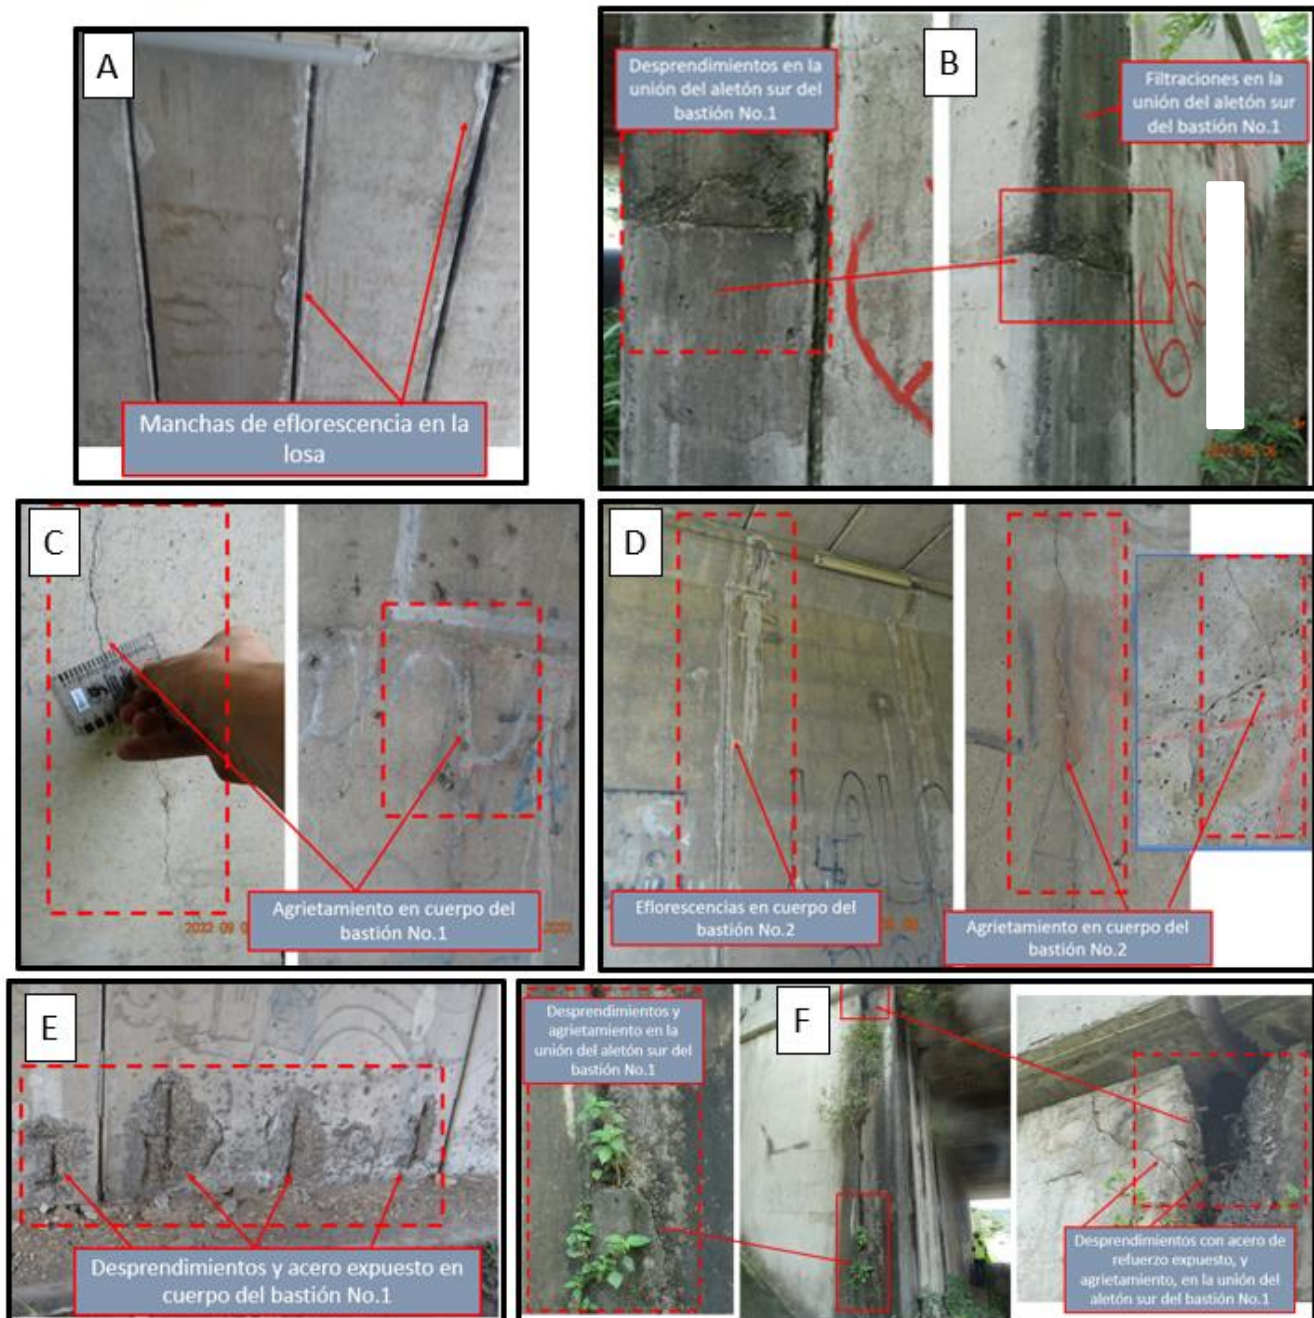 A
Manchas de eflorescencia en la
losa
B
Desprendimientos en la
unión del aletón sur del
bastión No.1
Filtraciones en la
unión del aletón sur
del bastión No.1
C
2022 09 0
Agrietamiento en cuerpo del
bastión No.1
D
Eflorescencias en cuerpo del
bastión No.2
Agrietamiento en cuerpo del
bastión No.2
E
Desprendimientos y acero expuesto en
cuerpo del bastión No.1
F
Desprendimientos y
agrietamiento en la
unión del aletón sur del
bastión No.1
Desprendimientos con acero de
refuerzo expuesto, y
agrietamiento, en la unión del
aletón sur del bastión No.1